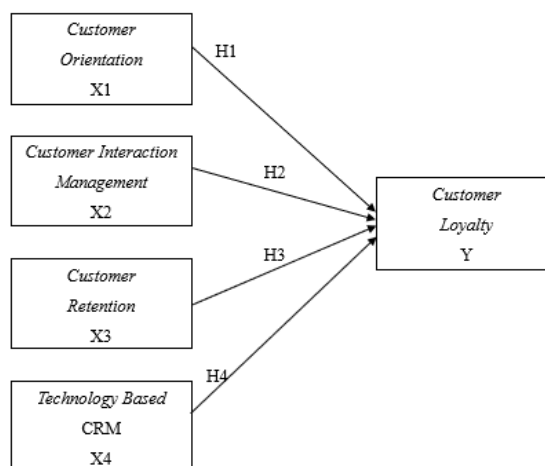 Customer
Orientation
X1
H1
Customer Interaction
Management
X2
H2
Customer
Loyalty
Y
Customer
Retention
X3
H3
Technology Based
CRM
X4
H4